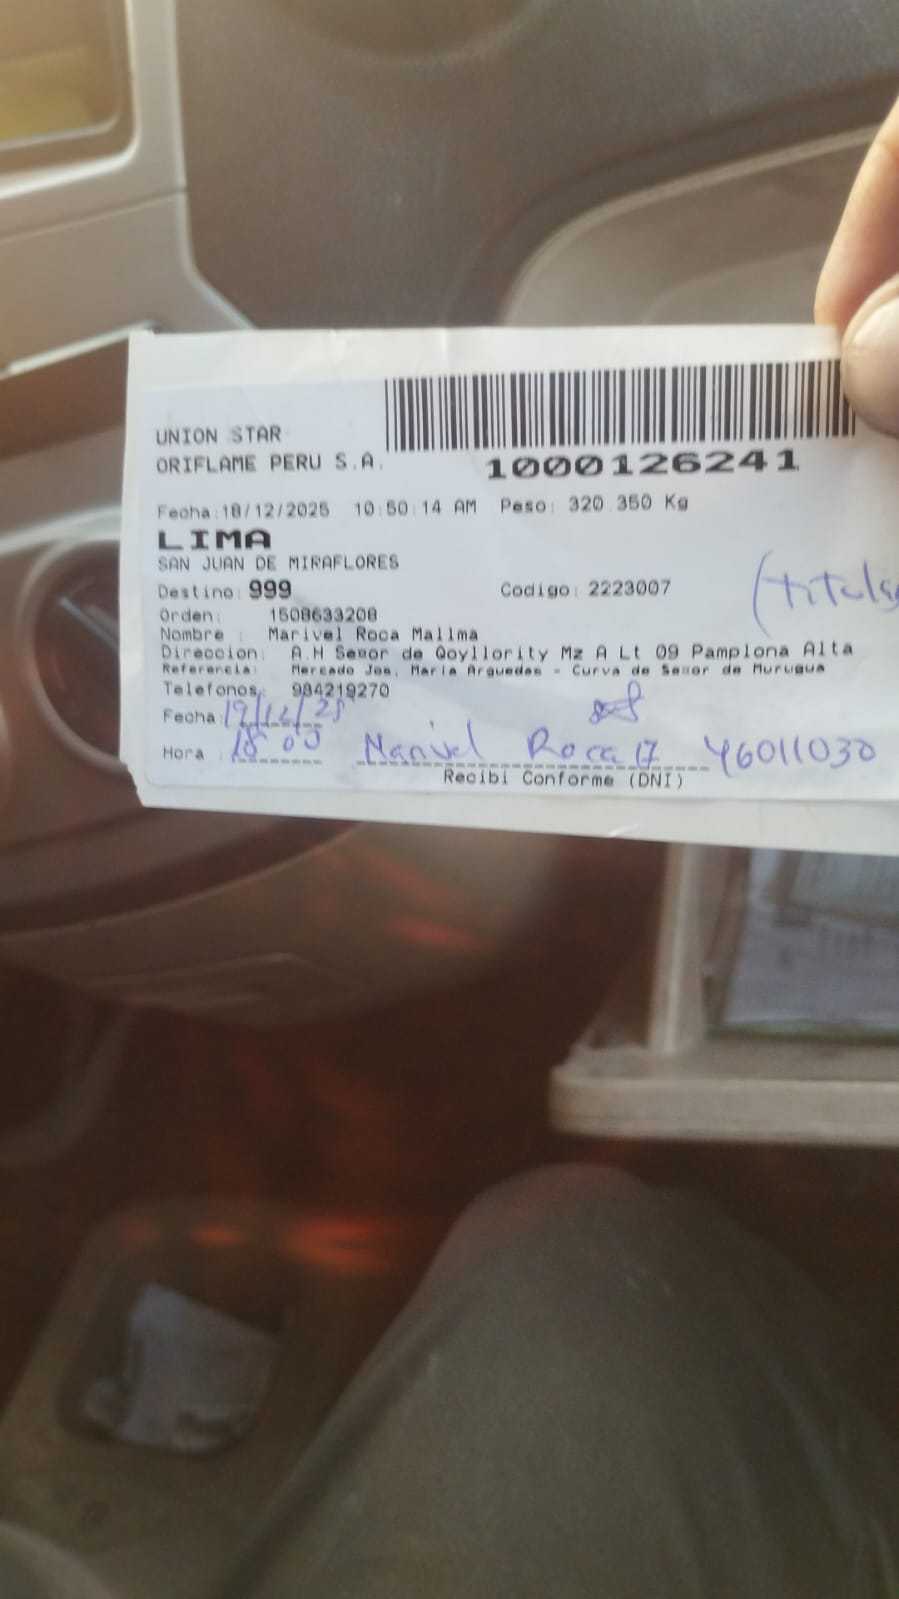 UNION STAR
ORIFLAME PERU S.A.
1000126241
Fecha:18/12/2025 10:50:14 AM Peso: 320.350 Kg
LIMA
SAN JUAN DE MIRAFLORES
Destino: 999 Codigo: 2223007
(titular
Orden: 1508633208
Nombre : Marivel Roca Mallma
Direccion: A.H Señor de Qoyllority Mz A Lt 09 Pamplona Alta
Referencia: Mercado Jos. Maria Arguedas - Curva de Señor de Murugua
Telefonos: 984219270
Fecha: 19/12/25
Hora : 18:00 Marivel Roca M 46011030
Recibi Conforme (DNI)